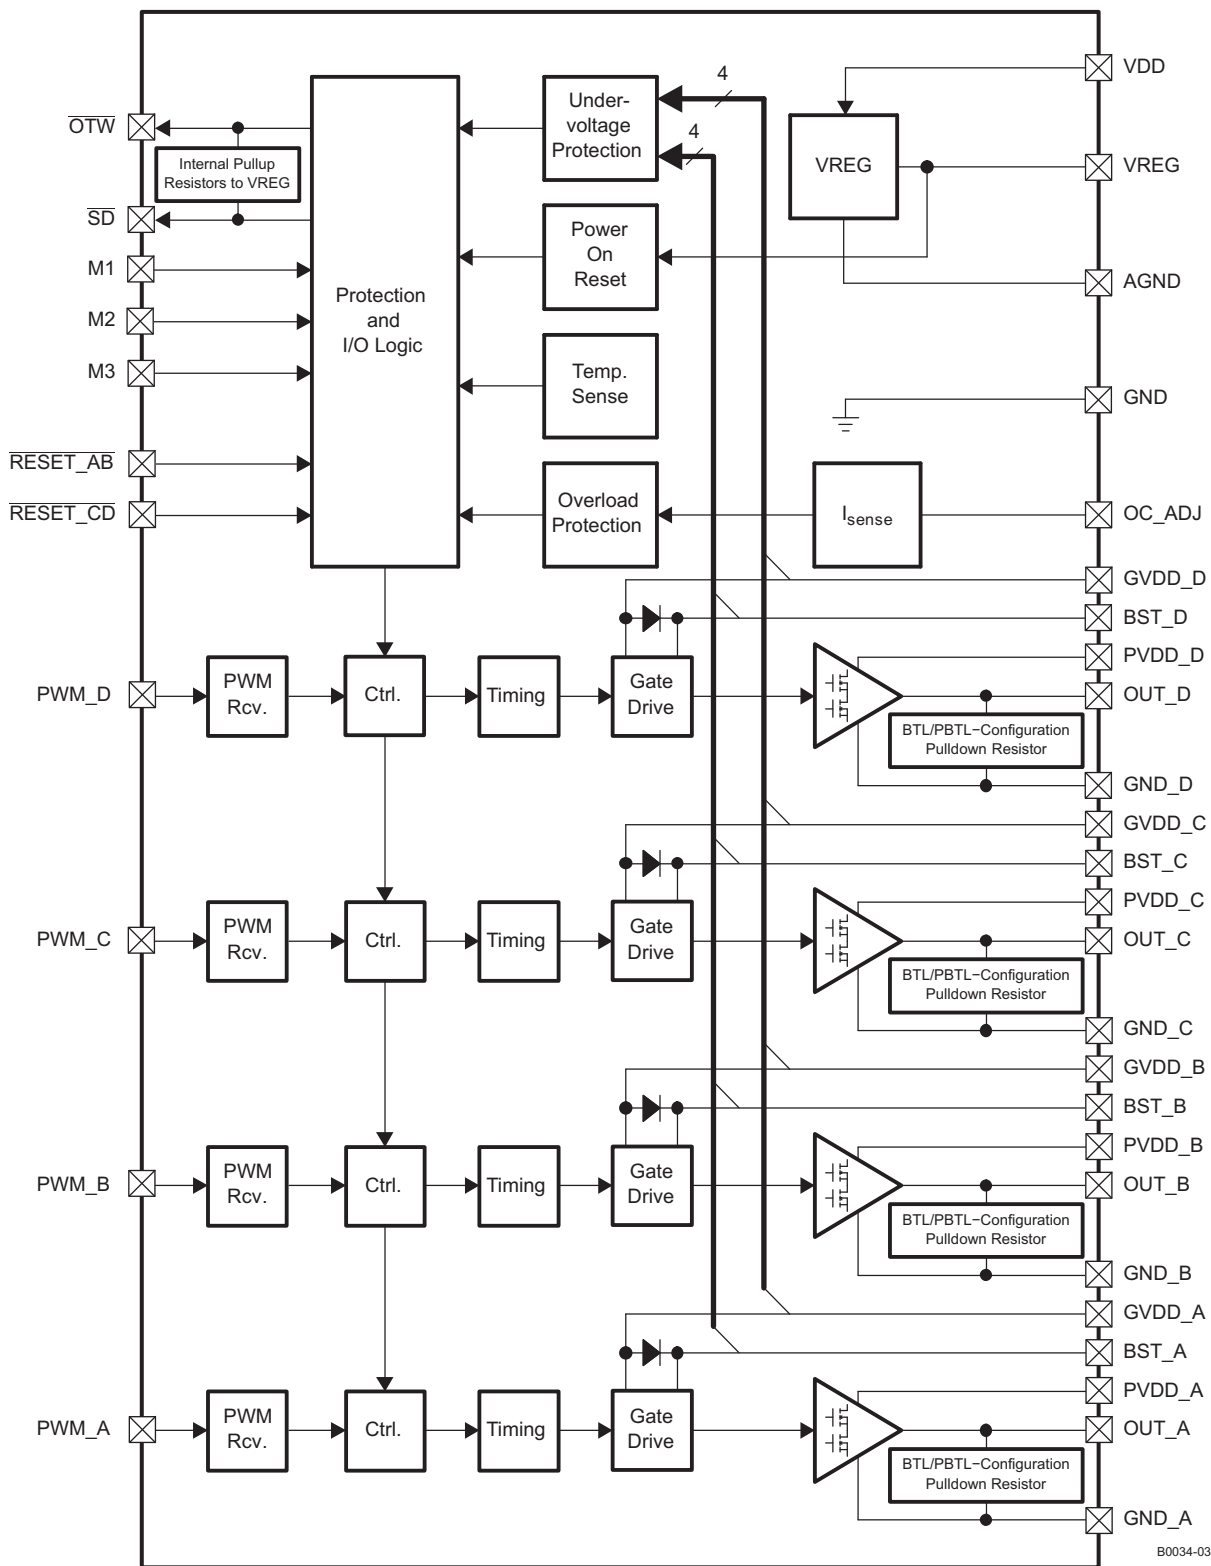 4
VDD
Under-
voltage
Protection
OTW
4
Internal Pullup
Resistors to VREG
VREG
VREG
SD
Power
On
Reset
M1
AGND
Protection
and
I/O Logic
M2
M3
Temp.
Sense
GND
RESET_AB
Overload
Protection
Isense
RESET_CD
OC_ADJ
GVDD_D
BST_D
PVDD_D
PWM_D
PWM
Rcv.
Ctrl.
Timing
Gate
Drive
OUT_D
BTL/PBTL−Configuration
Pulldown Resistor
GND_D
GVDD_C
BST_C
PVDD_C
PWM_C
PWM
Rcv.
Ctrl.
Timing
Gate
Drive
OUT_C
BTL/PBTL−Configuration
Pulldown Resistor
GND_C
GVDD_B
BST_B
PVDD_B
PWM_B
PWM
Rcv.
Ctrl.
Timing
Gate
Drive
OUT_B
BTL/PBTL−Configuration
Pulldown Resistor
GND_B
GVDD_A
BST_A
PVDD_A
PWM_A
PWM
Rcv.
Ctrl.
Timing
Gate
Drive
OUT_A
BTL/PBTL−Configuration
Pulldown Resistor
GND_A
B0034-03